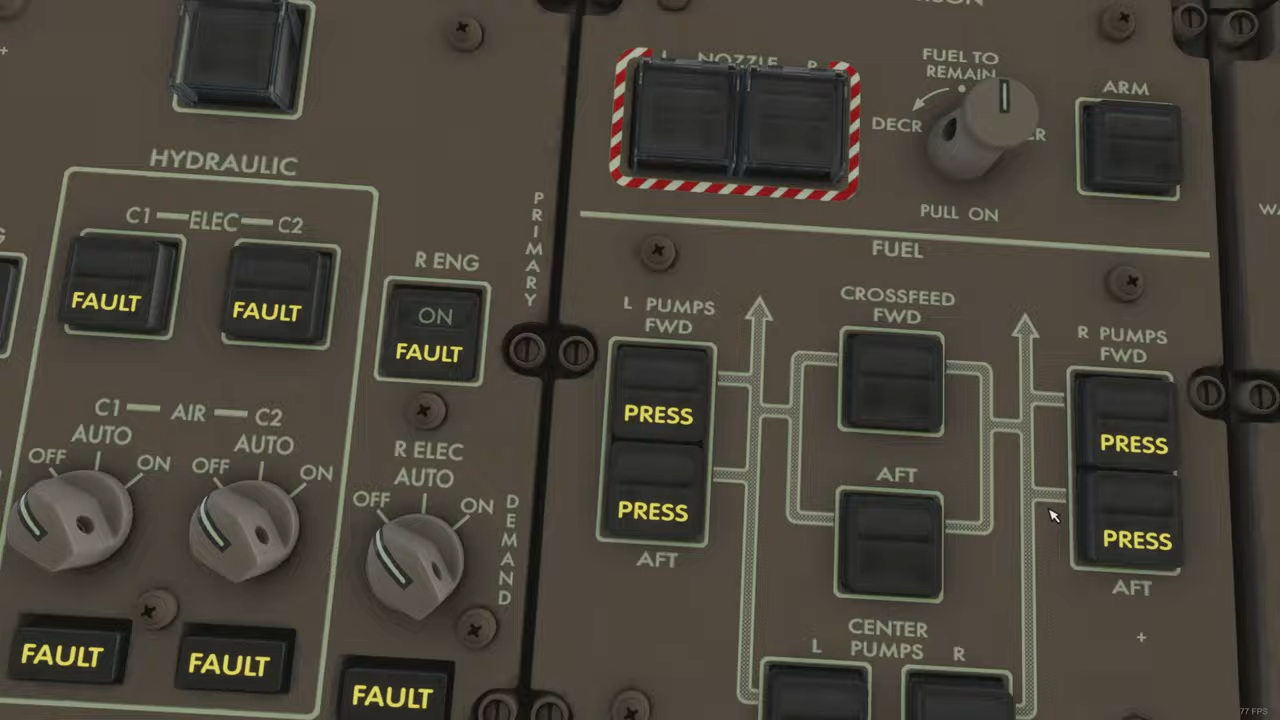 L NOZZLE R
FUEL TO
REMAIN
DECR
PULL ON
ARM
HYDRAULIC
C1 ELEC C2
FAULT
FAULT
R ENG
ON
FAULT
C1 AIR C2
AUTO
OFF
ON
AUTO
OFF
ON
R ELEC
AUTO
OFF
ON
FAULT
FAULT
FAULT
PRIMARY
DEMAND
FUEL
L PUMPS
FWD
PRESS
PRESS
AFT
CROSSFEED
FWD
AFT
R PUMPS
FWD
PRESS
PRESS
AFT
CENTER
L PUMPS R
77 FPS